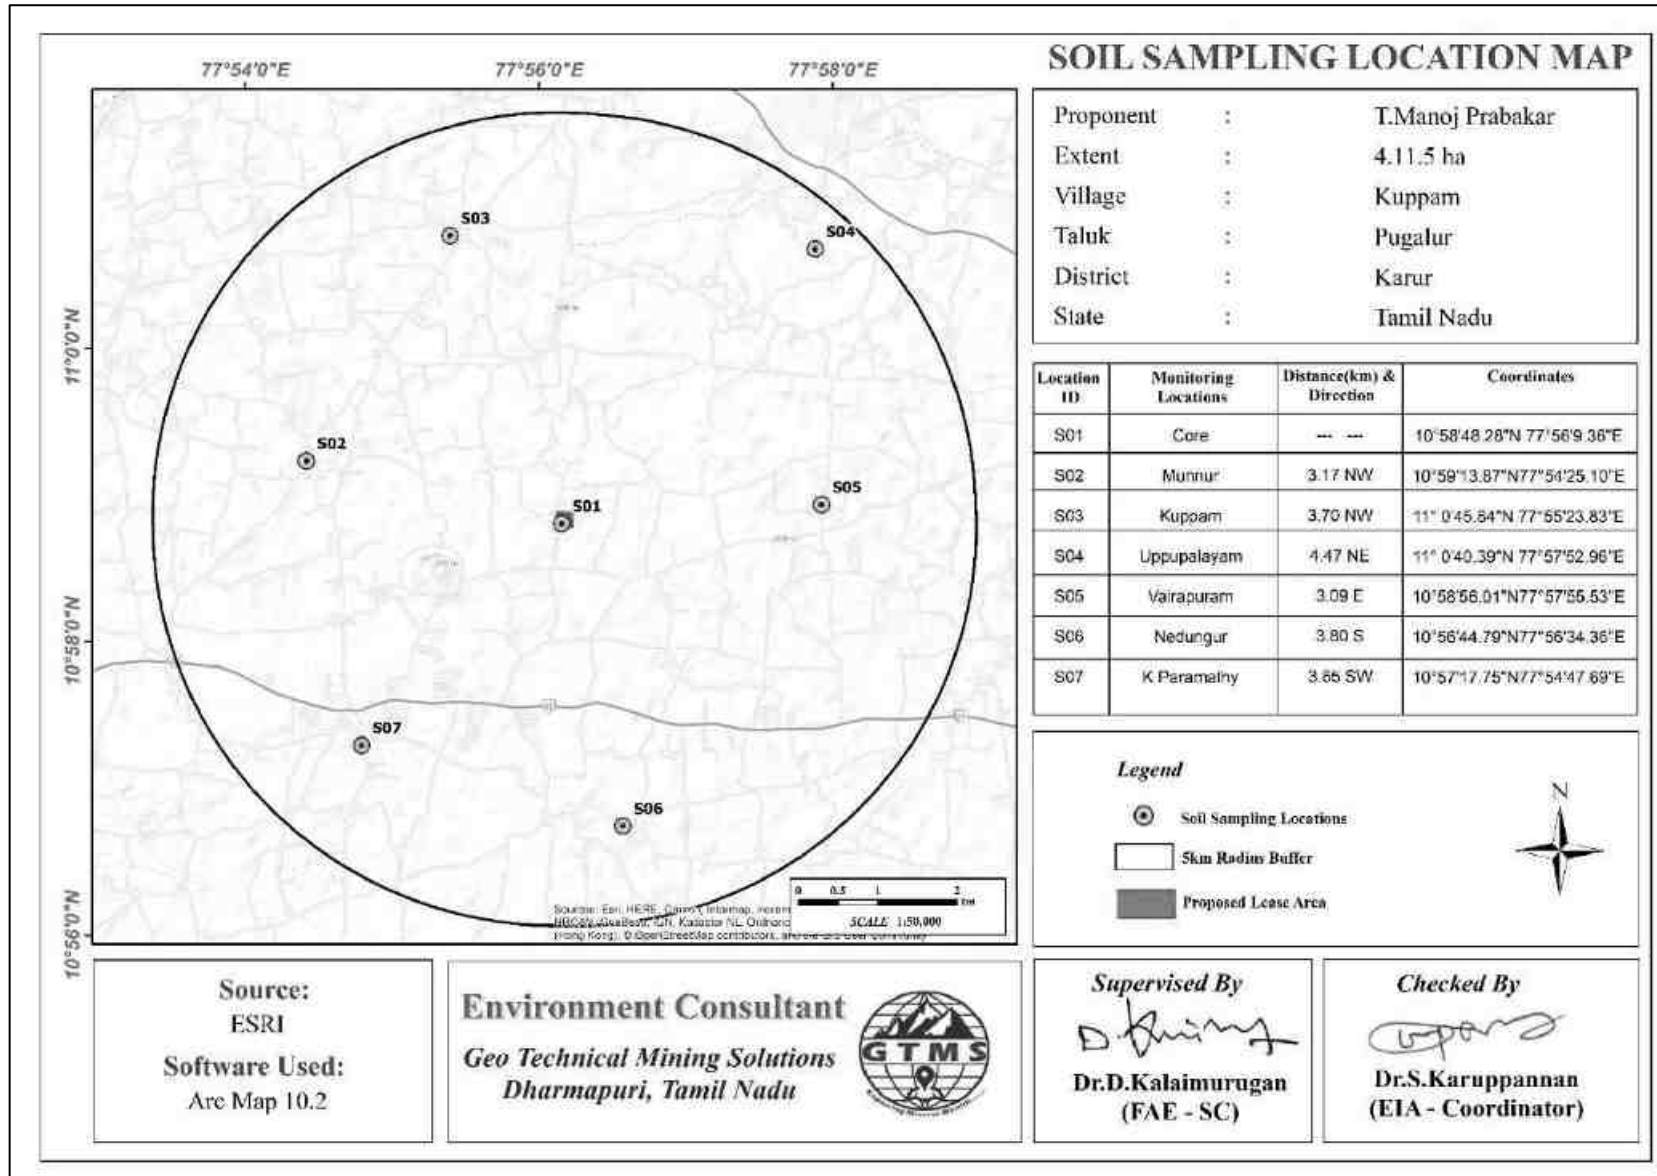 SOIL SAMPLING LOCATION MAP
77°54'0"E 77°56'0"E 77°58'0"E
11°0'0"N
10°58'0"N
10°56'0"N
S03
S04
S02
S05
S01
S07
S06
0 0.5 1 2
SCALE 1:50,000
Proponent : T.Manoj Prabakar
Extent : 4.11.5 ha
Village : Kuppam
Taluk : Pugalur
District : Karur
State : Tamil Nadu
Location ID Monitoring Locations Distance(km) & Direction Coordinates
S01 Core --- --- 10°58'48.28"N 77°56'9.36"E
S02 Munnur 3.17 NW 10°59'13.87"N77°54'25.10"E
S03 Kuppam 3.70 NW 11° 0'45.84"N 77°55'23.83"E
S04 Uppupalayam 4.47 NE 11° 0'40.39"N 77°57'52.96"E
S05 Vairapuram 3.09 E 10°58'56.01"N77°57'55.53"E
S06 Nedungur 3.80 S 10°56'44.79"N77°56'34.36"E
S07 K Paramathy 3.65 SW 10°57'17.75"N77°54'47.69"E
Legend
Soil Sampling Locations
5km Radius Buffer
Proposed Lease Area
N
Source:
ESRI
Software Used:
Arc Map 10.2
Environment Consultant
Geo Technical Mining Solutions
Dharmapuri, Tamil Nadu
GTMS
Supervised By
Dr.D.Kalaimurugan
(FAE - SC)
Checked By
Dr.S.Karuppannan
(EIA - Coordinator)